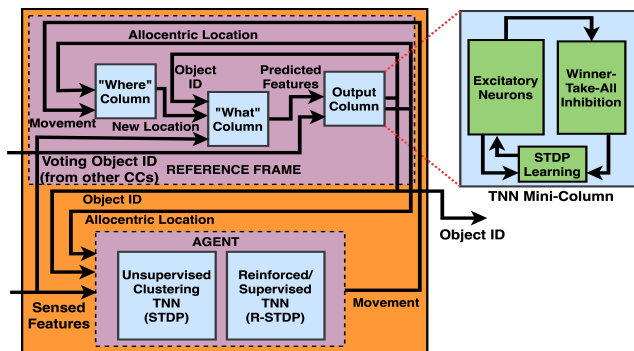 Allocentric Location
"Where"
Column
Object
ID
"What"
Column
Predicted
Features
Output
Column
Movement
New Location
Voting Object ID
(from other CCs)
REFERENCE FRAME
Excitatory
Neurons
Winner-
Take-All
Inhibition
STDP
Learning
TNN Mini-Column
Object ID
Allocentric Location
Object ID
AGENT
Unsupervised
Clustering
TNN
(STDP)
Reinforced/
Supervised
TNN
(R-STDP)
Movement
Sensed
Features